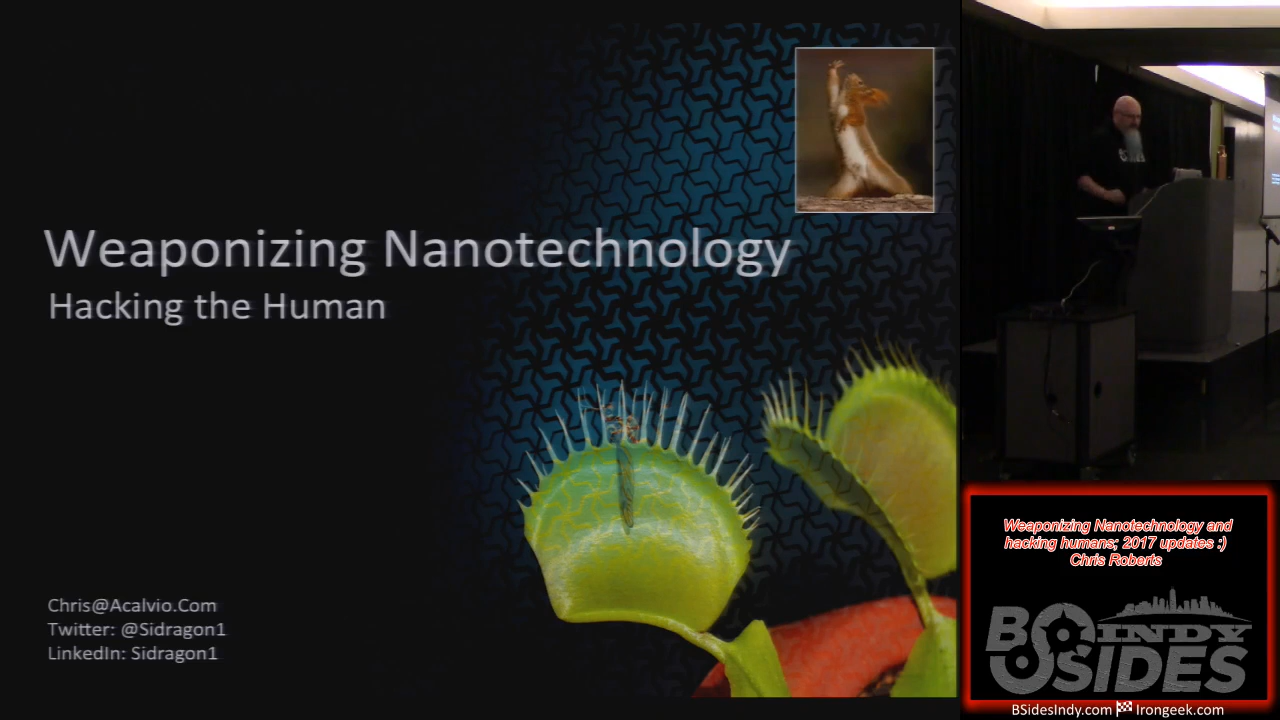 Weaponizing Nanotechnology
Hacking the Human
Chris@Acalvio.Com
Twitter: @Sidragon1
LinkedIn: Sidragon1
Weaponizing Nanotechnology and
hacking humans; 2017 updates :)
Chris Roberts
BSIDES INDY
BSidesIndy.com Irongeek.com